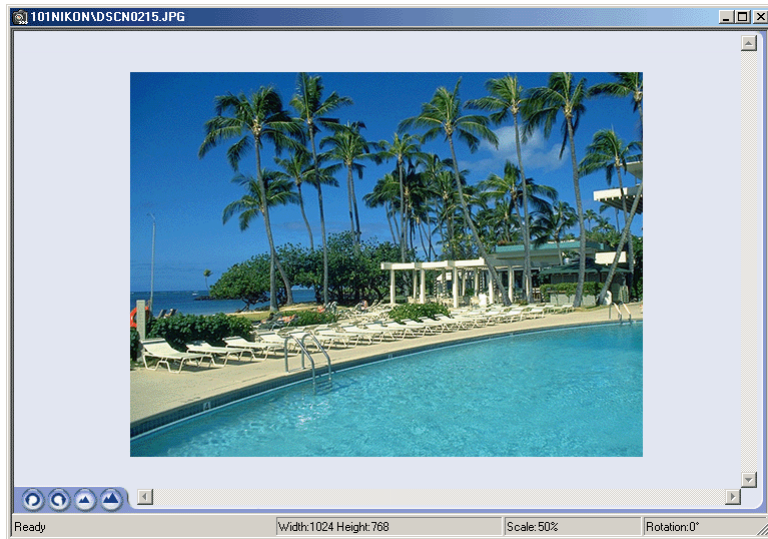 101NIKON\DSCN0215.JPG
Ready
Width:1024 Height:768
Scale:50%
Rotation:0°